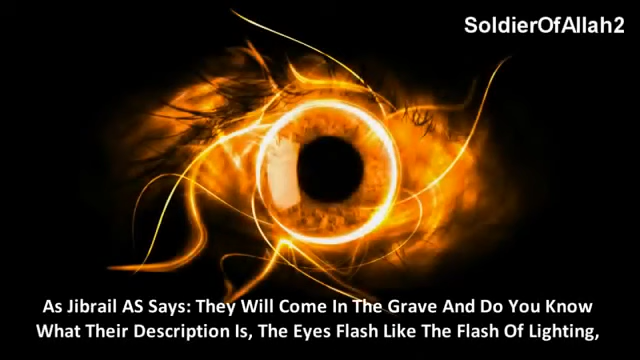 SoldierOfAllah2
As Jibrail AS Says: They Will Come In The Grave And Do You Know
What Their Description Is, The Eyes Flash Like The Flash Of Lighting,